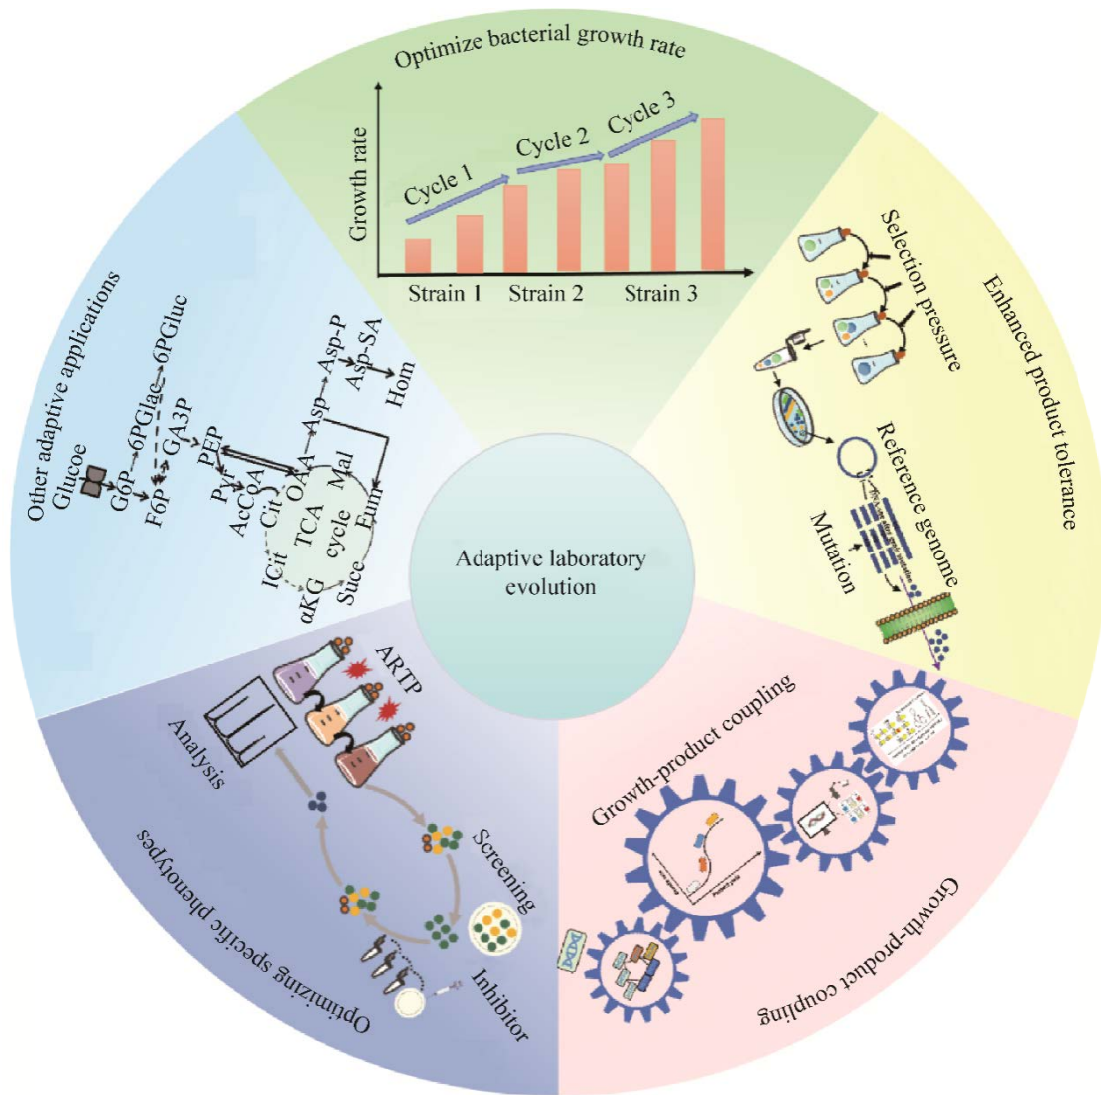 Optimize bacterial growth rate
Growth rate
Cycle 1
Cycle 2
Cycle 3
Strain 1
Strain 2
Strain 3
Enhanced product tolerance
Selection pressure
Reference genome
Mutation
Growth-product coupling
Growth-product coupling
Optimizing specific phenotypes
ARTP
Analysis
Screening
Inhibitor
Other adaptive applications
Glucoe
G6P
6PGlac
6PGluc
F6P
GA3P
PEP
Pyr
AcCoA
Cit
OAA
Asp
Asp-P
Asp-SA
Hom
Mal
Fum
Suce
αKG
ICit
TCA
cycle
Adaptive laboratory
evolution